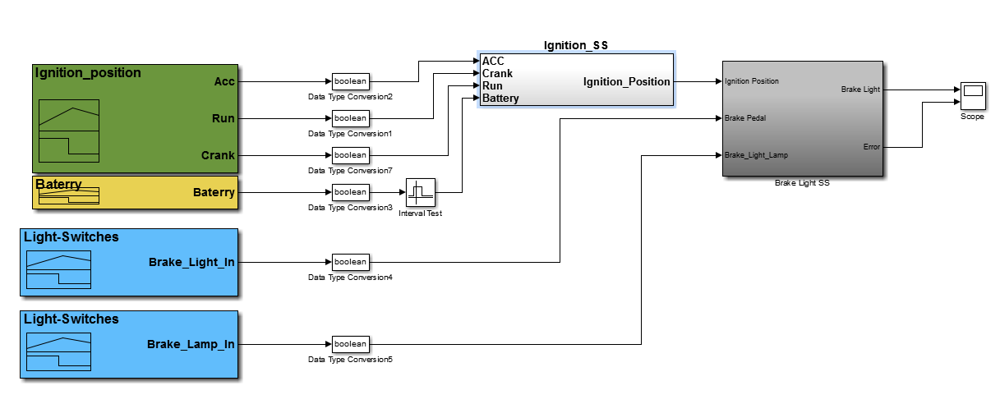 Ignition_SS
Ignition_position
Acc
Run
Crank
boolean
Data Type Conversion2
boolean
Data Type Conversion1
boolean
Data Type Conversion7
ACC
Crank
Run
Battery
Ignition_Position
Ignition Position
Brake Pedal
Brake_Light_Lamp
Brake Light
Error
Brake Light SS
Scope
Baterry
Baterry
boolean
Data Type Conversion3
Interval Test
Light-Switches
Brake_Light_In
boolean
Data Type Conversion4
Light-Switches
Brake_Lamp_In
boolean
Data Type Conversion5